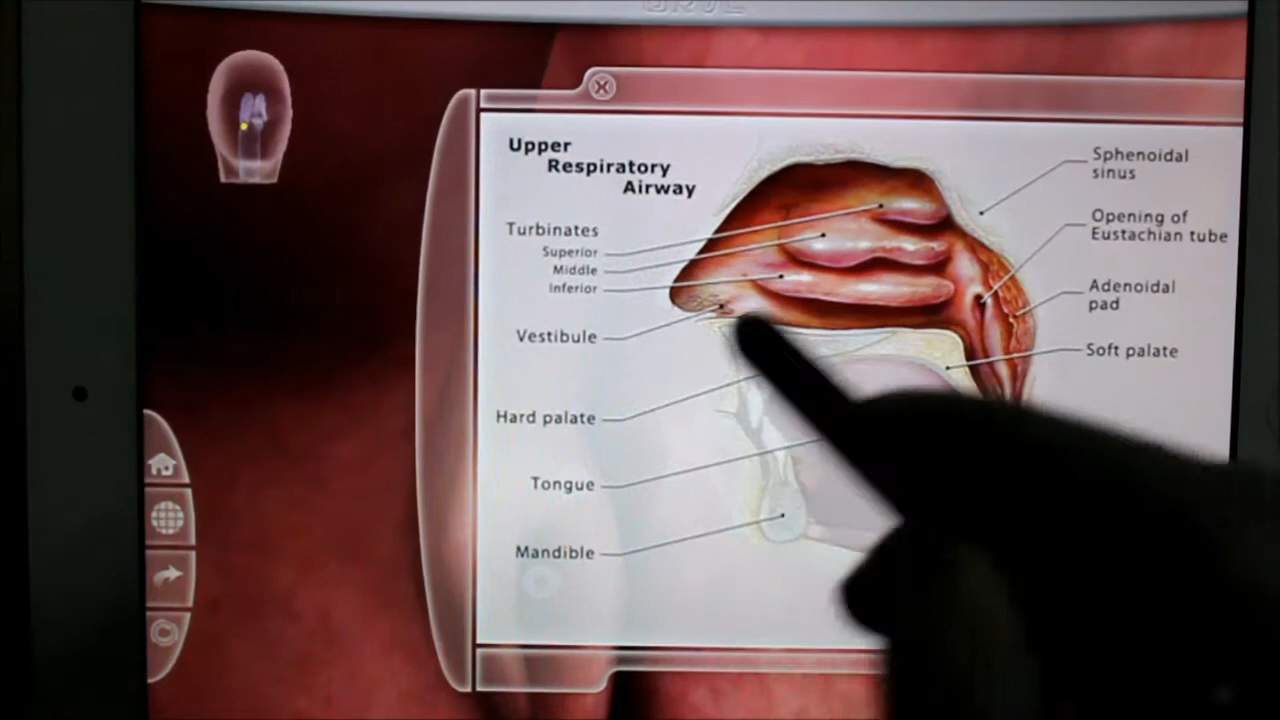 Upper
Respiratory
Airway
Turbinates
Superior
Middle
Inferior
Vestibule
Hard palate
Tongue
Mandible
Sphenoidal
sinus
Opening of
Eustachian tube
Adenoidal
pad
Soft palate